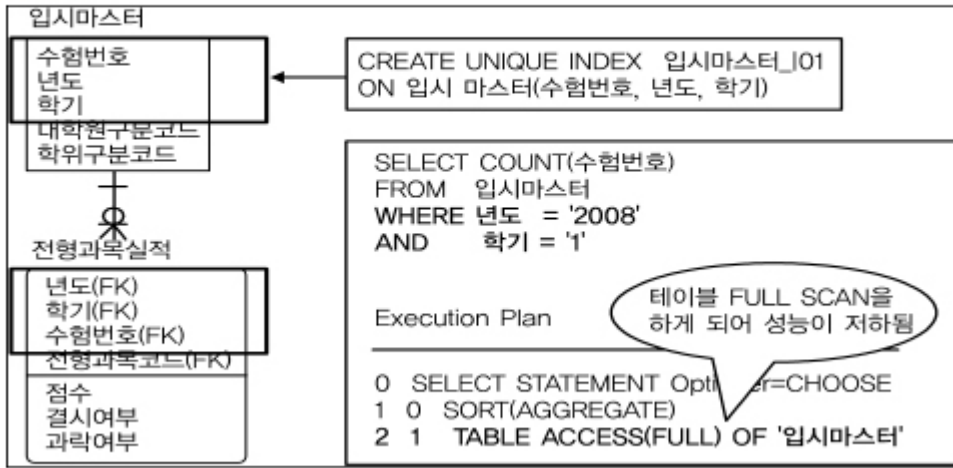 입시마스터
수험번호
년도
학기
대학원구분코드
학위구분코드
전형과목실적
년도(FK)
학기(FK)
수험번호(FK)
전형과목코드(FK)
점수
결시여부
과락여부
CREATE UNIQUE INDEX 입시마스터_I01
ON 입시 마스터(수험번호, 년도, 학기)
SELECT COUNT(수험번호)
FROM 입시마스터
WHERE 년도 = '2008'
AND 학기 = '1'
테이블 FULL SCAN을
하게 되어 성능이 저하됨
Execution Plan
0 SELECT STATEMENT Opti er=CHOOSE
1 0 SORT(AGGREGATE)
2 1 TABLE ACCESS(FULL) OF '입시마스터'